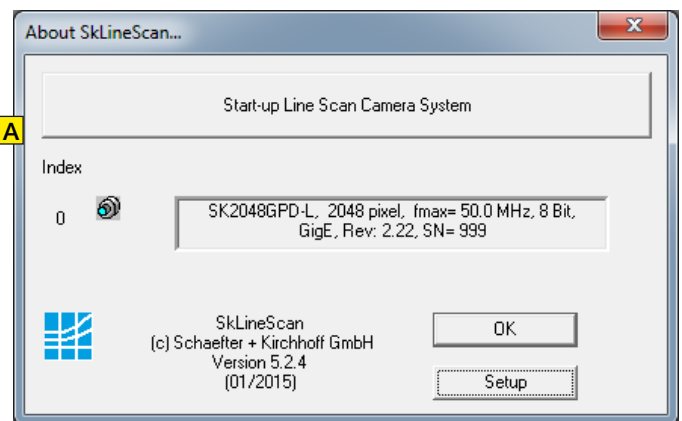 About SkLineScan...
Start-up Line Scan Camera System
A
Index
0
SK2048GPD-L, 2048 pixel, fmax= 50.0 MHz, 8 Bit,
GigE, Rev: 2.22, SN= 999
SkLineScan
(c) Schaefter + Kirchhoff GmbH
Version 5.2.4
(01/2015)
OK
Setup